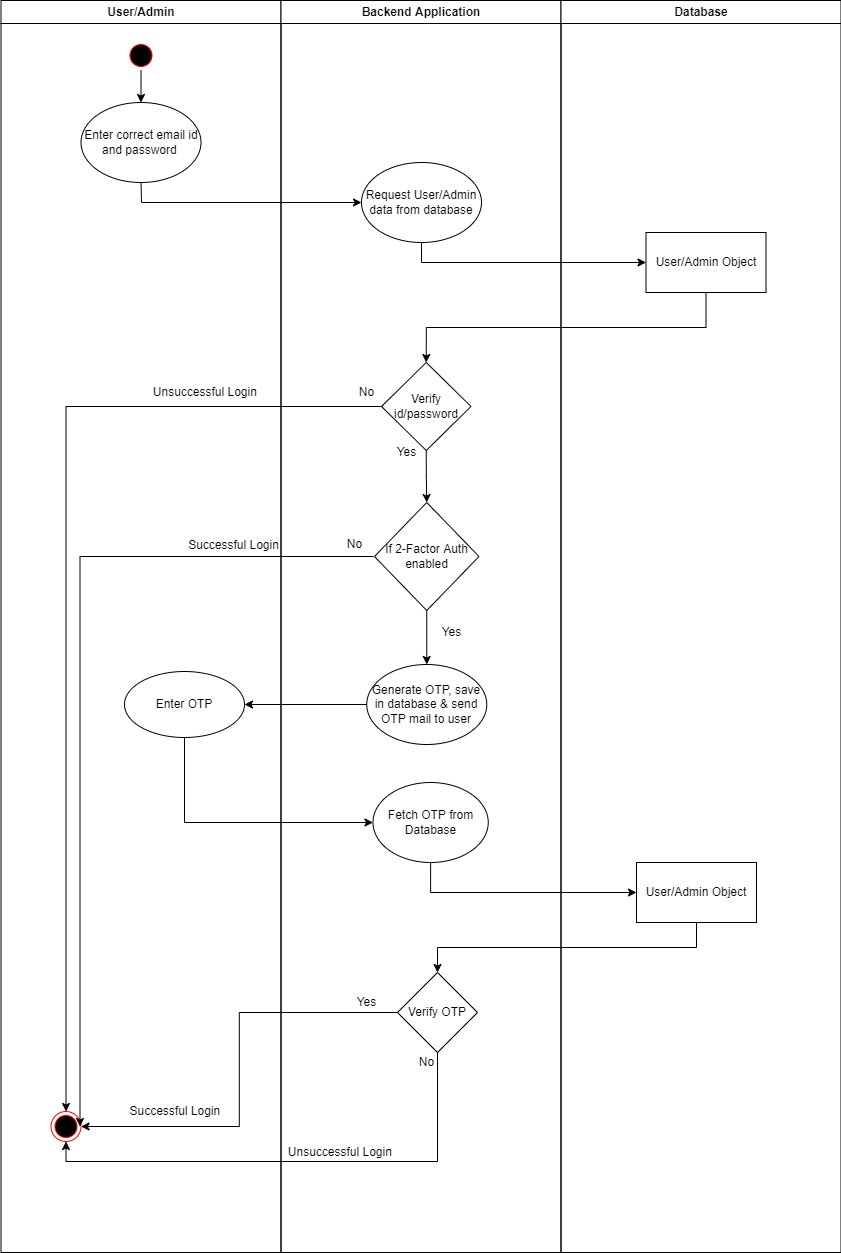 User/Admin
Backend Application
Database
Enter correct email id
and password
Request User/Admin
data from database
User/Admin Object
Unsuccessful Login
No
Verify
id/password
Yes
Successful Login
No
If 2-Factor Auth
enabled
Yes
Enter OTP
Generate OTP, save
in database & send
OTP mail to user
Fetch OTP from
Database
User/Admin Object
Yes
Verify OTP
No
Successful Login
Unsuccessful Login